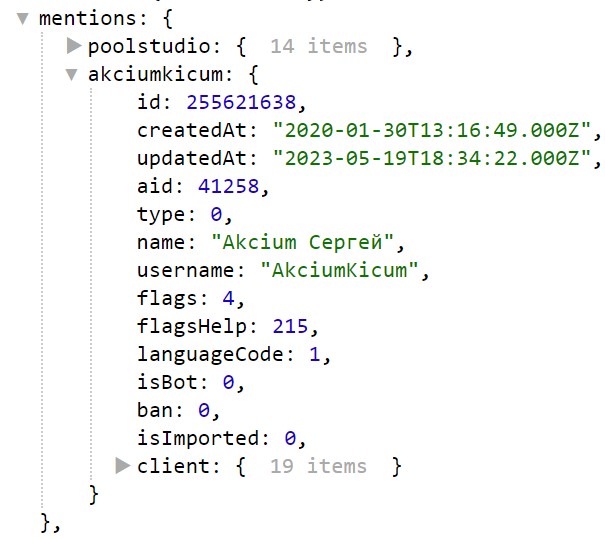 mentions: {
poolstudio: { 14 items },
akciumkicum: {
id: 255621638,
createdAt: "2020-01-30T13:16:49.000Z",
updatedAt: "2023-05-19T18:34:22.000Z",
aid: 41258,
type: 0,
name: "Akcium Сергей",
username: "AkciumKicum",
flags: 4,
flagsHelp: 215,
languageCode: 1,
isBot: 0,
ban: 0,
isImported: 0,
client: { 19 items }
}
},